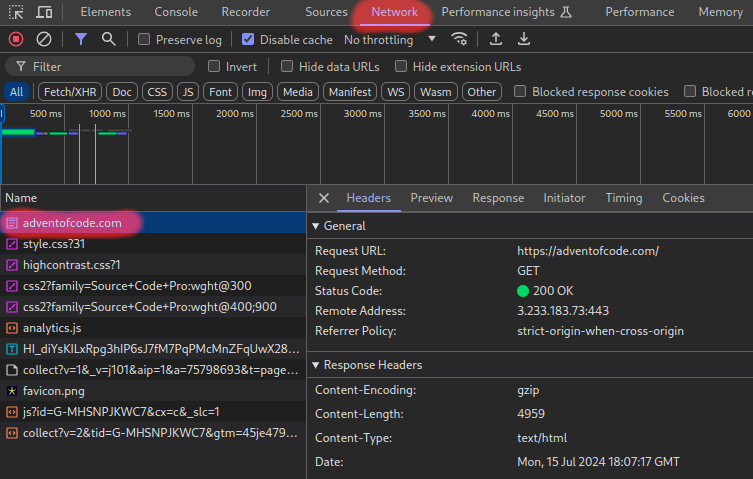 Elements Console Recorder Sources Network Performance insights Performance Memory
Preserve log Disable cache No throttling
Filter Invert Hide data URLs Hide extension URLs
All Fetch/XHR Doc CSS JS Font Img Media Manifest WS Wasm Other Blocked response cookies Blocked re
500 ms 1000 ms 1500 ms 2000 ms 2500 ms 3000 ms 3500 ms 4000 ms 4500 ms 5000 ms 5500 ms 6000
Name
adventofcode.com
style.css?31
highcontrast.css?1
css2?family=Source+Code+Pro:wght@300
css2?family=Source+Code+Pro:wght@400;900
analytics.js
HI_diYsKILxRpg3hIP6sJ7fM7PqPMcMnZFqUwX28...
collect?v=1&_v=j101&aip=1&a=75798693&t=page...
favicon.png
js?id=G-MHSNPJKWC7&cx=c&_slc=1
collect?v=2&tid=G-MHSNPJKWC7&gtm=45je479...
Headers Preview Response Initiator Timing Cookies
General
Request URL: https://adventofcode.com/
Request Method: GET
Status Code: 200 OK
Remote Address: 3.233.183.73:443
Referrer Policy: strict-origin-when-cross-origin
Response Headers
Content-Encoding: gzip
Content-Length: 4959
Content-Type: text/html
Date: Mon, 15 Jul 2024 18:07:17 GMT